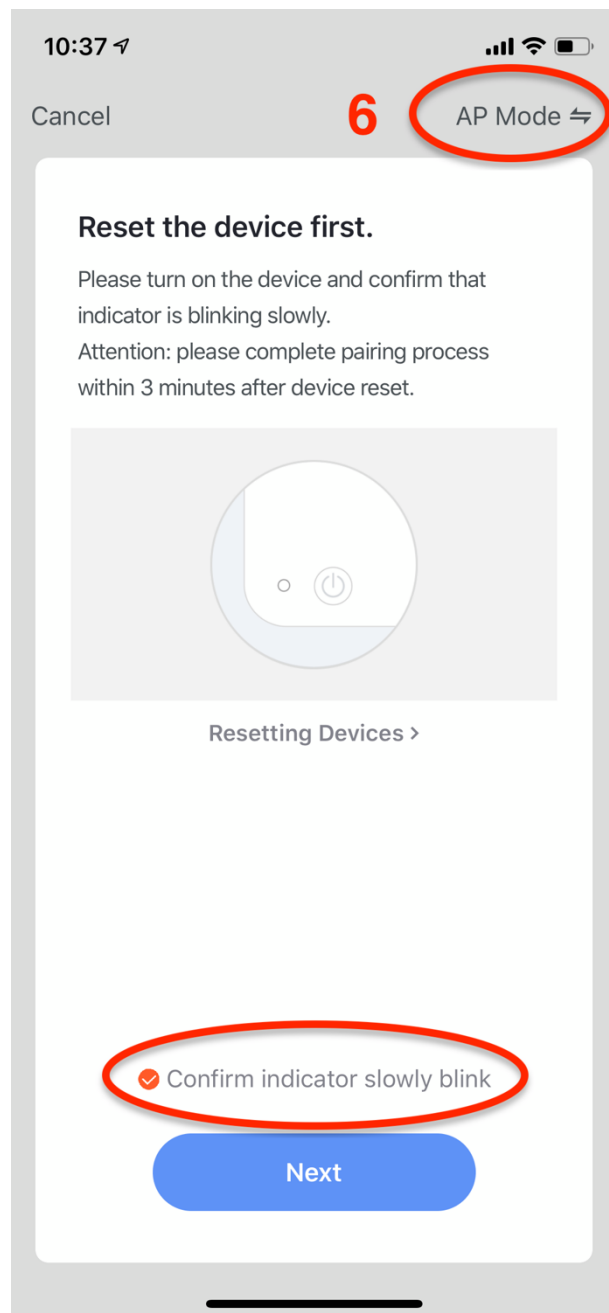 10:37
Cancel
6
AP Mode ⇋
Reset the device first.
Please turn on the device and confirm that
indicator is blinking slowly.
Attention: please complete pairing process
within 3 minutes after device reset.
Resetting Devices >
Confirm indicator slowly blink
Next